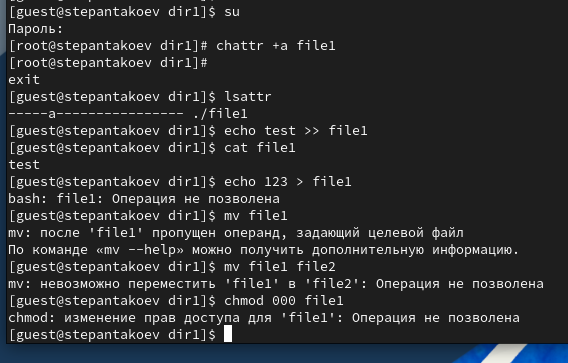 [guest@stepantakoev dir1]$ su
Пароль:
[root@stepantakoev dir1]# chattr +a file1
[root@stepantakoev dir1]#
exit
[guest@stepantakoev dir1]$ lsattr
-----a---------------- ./file1
[guest@stepantakoev dir1]$ echo test >> file1
[guest@stepantakoev dir1]$ cat file1
test
[guest@stepantakoev dir1]$ echo 123 > file1
bash: file1: Операция не позволена
[guest@stepantakoev dir1]$ mv file1
mv: после 'file1' пропущен операнд, задающий целевой файл
По команде «mv --help» можно получить дополнительную информацию.
[guest@stepantakoev dir1]$ mv file1 file2
mv: невозможно переместить 'file1' в 'file2': Операция не позволена
[guest@stepantakoev dir1]$ chmod 000 file1
chmod: изменение прав доступа для 'file1': Операция не позволена
[guest@stepantakoev dir1]$